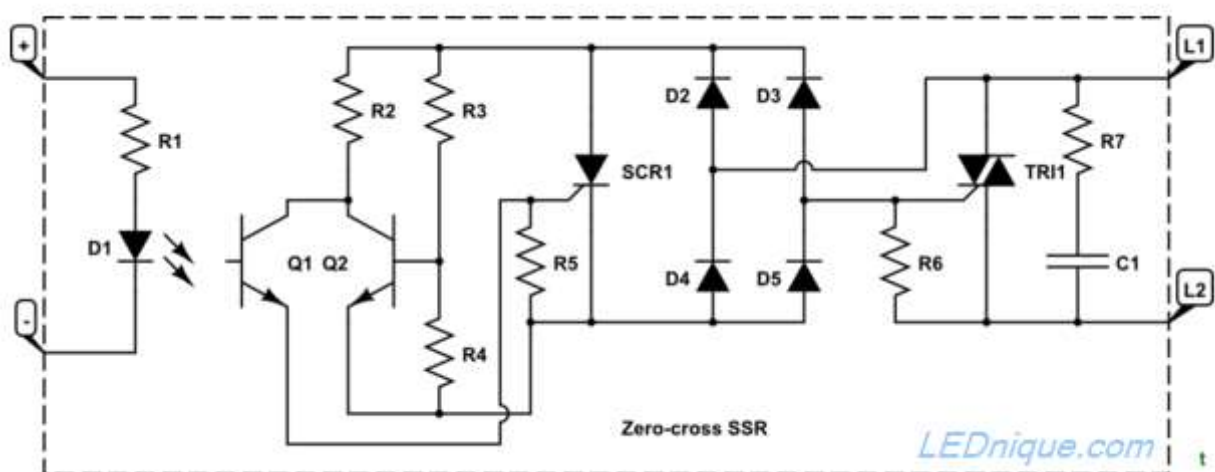 +
L1
R1
R2
R3
D2
D3
R7
SCR1
TRI1
D1
Q1 Q2
R5
D4
D5
R6
C1
L2
-
R4
Zero-cross SSR
LEDnique.com
t